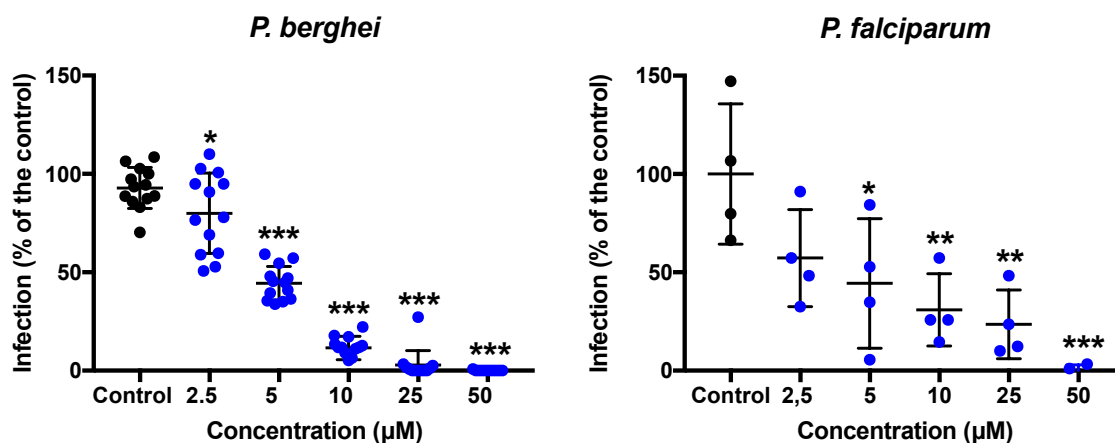 P. berghei
P. falciparum
Infection (% of the control)
150
100
50
0
*
***
***
***
***
Control 2.5 5 10 25 50
Concentration (µM)
Infection (% of the control)
150
100
50
0
*
**
**
***
Control 2,5 5 10 25 50
Concentration (µM)